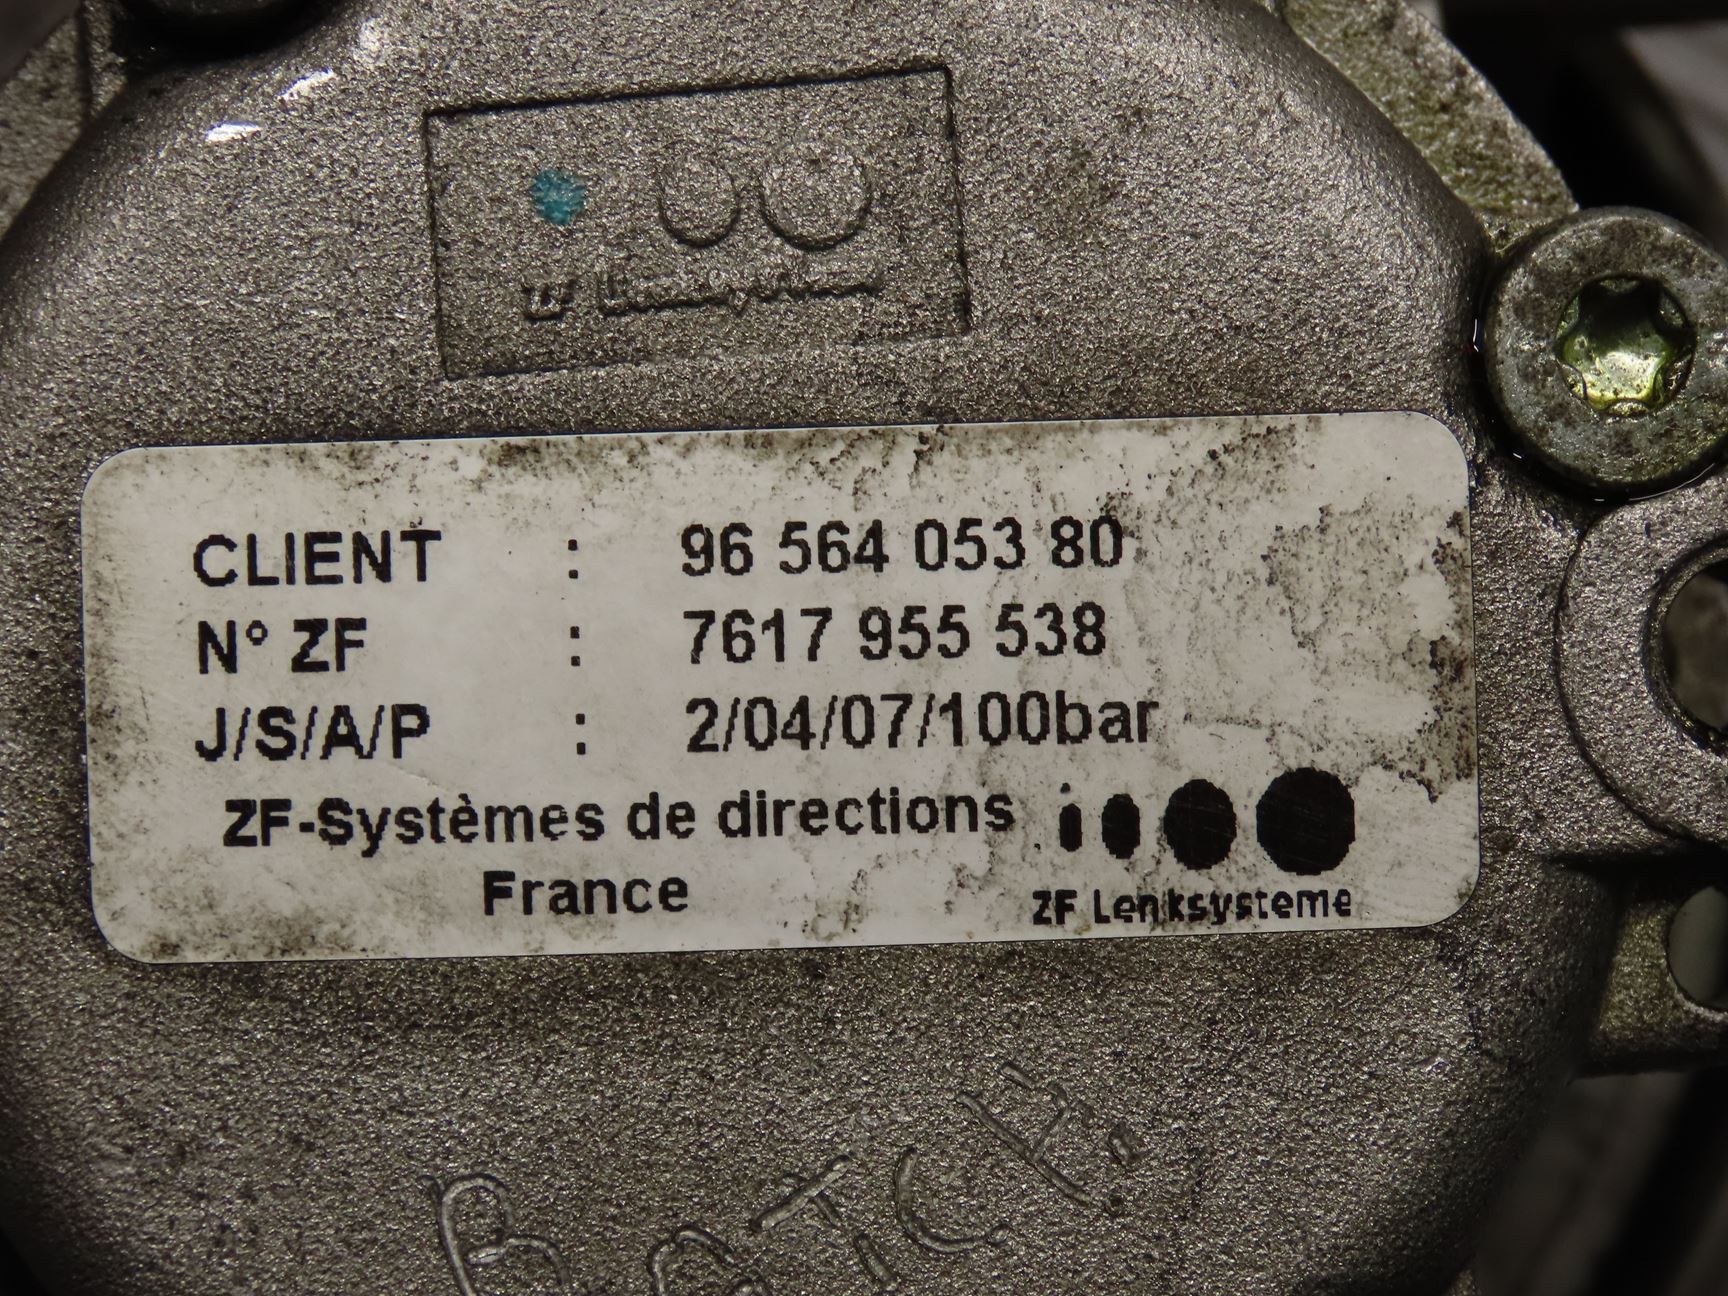 CLIENT : 96 564 053 80
N° ZF : 7617 955 538
J/S/A/P : 2/04/07/100bar
ZF-Systèmes de directions
France
ZF Lenksysteme